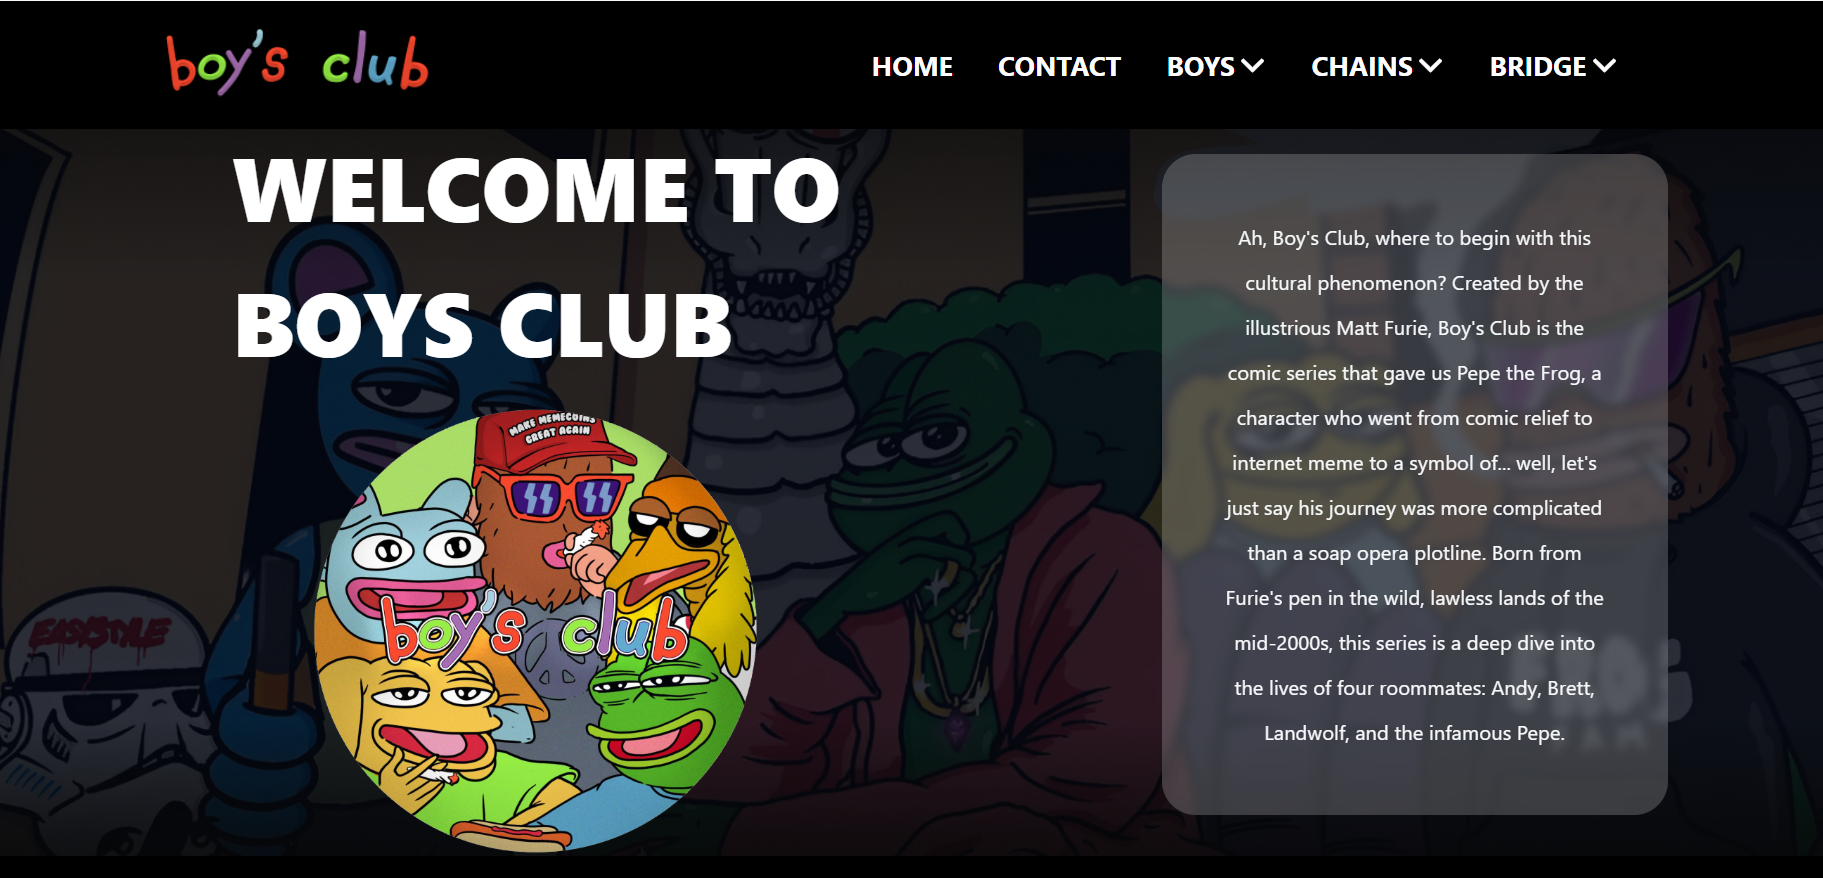 boy's club
HOME CONTACT BOYS CHAINS BRIDGE
WELCOME TO
BOYS CLUB
MAKE MEMECOINS
GREAT AGAIN
boy's club
EASYSTYLE
Ah, Boy's Club, where to begin with this
cultural phenomenon? Created by the
illustrious Matt Furie, Boy's Club is the
comic series that gave us Pepe the Frog, a
character who went from comic relief to
internet meme to a symbol of... well, let's
just say his journey was more complicated
than a soap opera plotline. Born from
Furie's pen in the wild, lawless lands of the
mid-2000s, this series is a deep dive into
the lives of four roommates: Andy, Brett,
Landwolf, and the infamous Pepe.